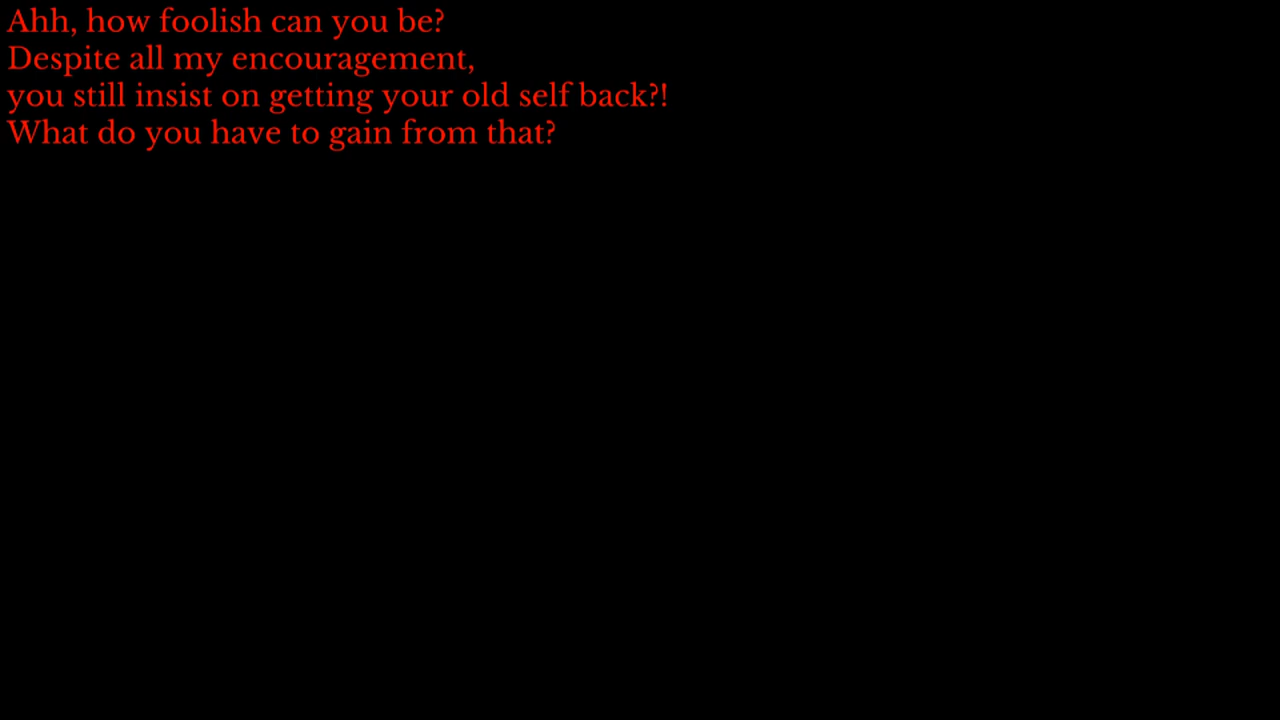 Ahh, how foolish can you be?
Despite all my encouragement,
you still insist on getting your old self back?!
What do you have to gain from that?